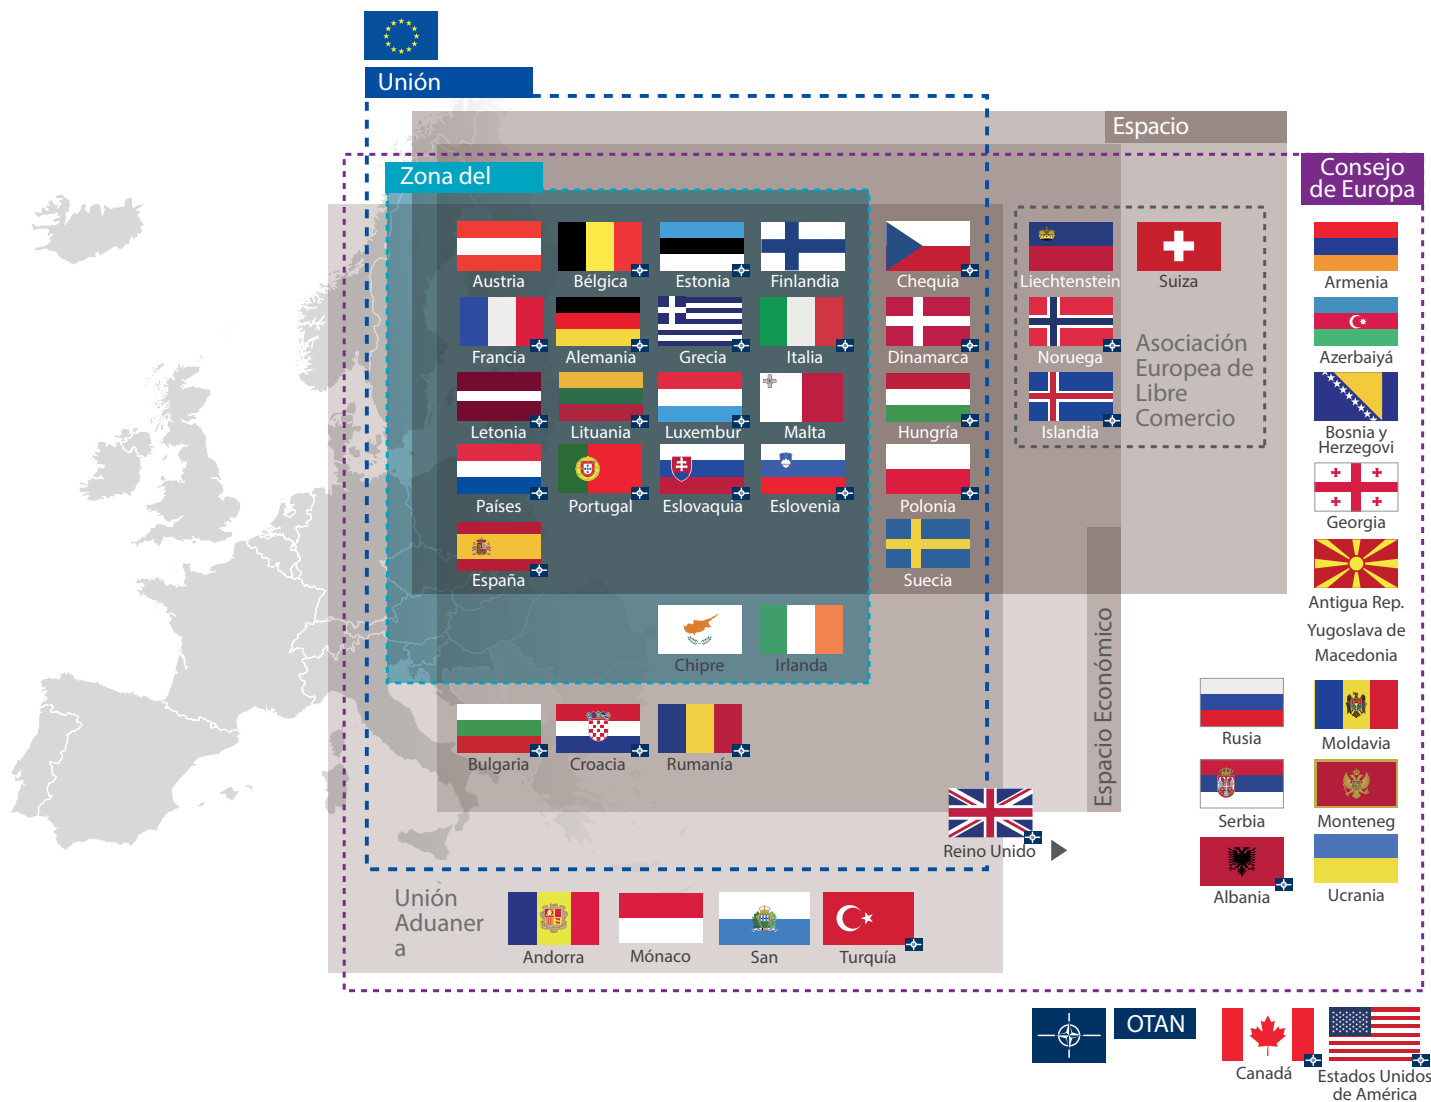 Unión
Espacio
Consejo
de Europa
Zona del
Austria
Bélgica
Estonia
Finlandia
Chequia
Liechtenstein
Suiza
Armenia
Francia
Alemania
Grecia
Italia
Dinamarca
Noruega
Asociación
Europea de
Libre
Comercio
Azerbaiyá
Letonia
Lituania
Luxembur
Malta
Hungría
Islandia
Bosnia y
Herzegovi
Países
Portugal
Eslovaquia
Eslovenia
Polonia
Georgia
España
Suecia
Antigua Rep.
Yugoslava de
Macedonia
Chipre
Irlanda
Espacio Económico
Bulgaria
Croacia
Rumanía
Rusia
Moldavia
Serbia
Monteneg
Reino Unido
Albania
Ucrania
Unión
Aduaner
a
Andorra
Mónaco
San
Turquía
OTAN
Canadá
Estados Unidos
de América